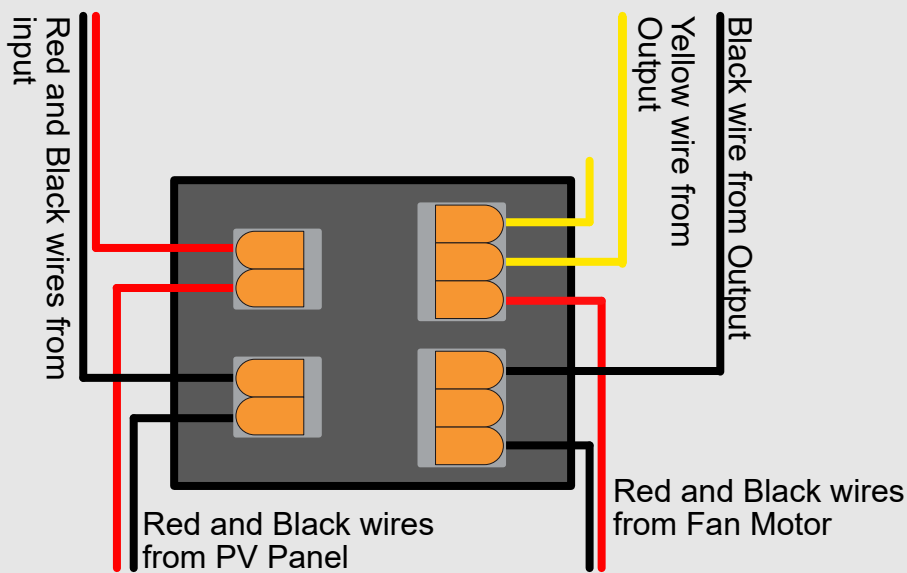 Red and Black wires from
input
Yellow wire from
Output
Black wire from Output
Red and Black wires
from PV Panel
Red and Black wires
from Fan Motor